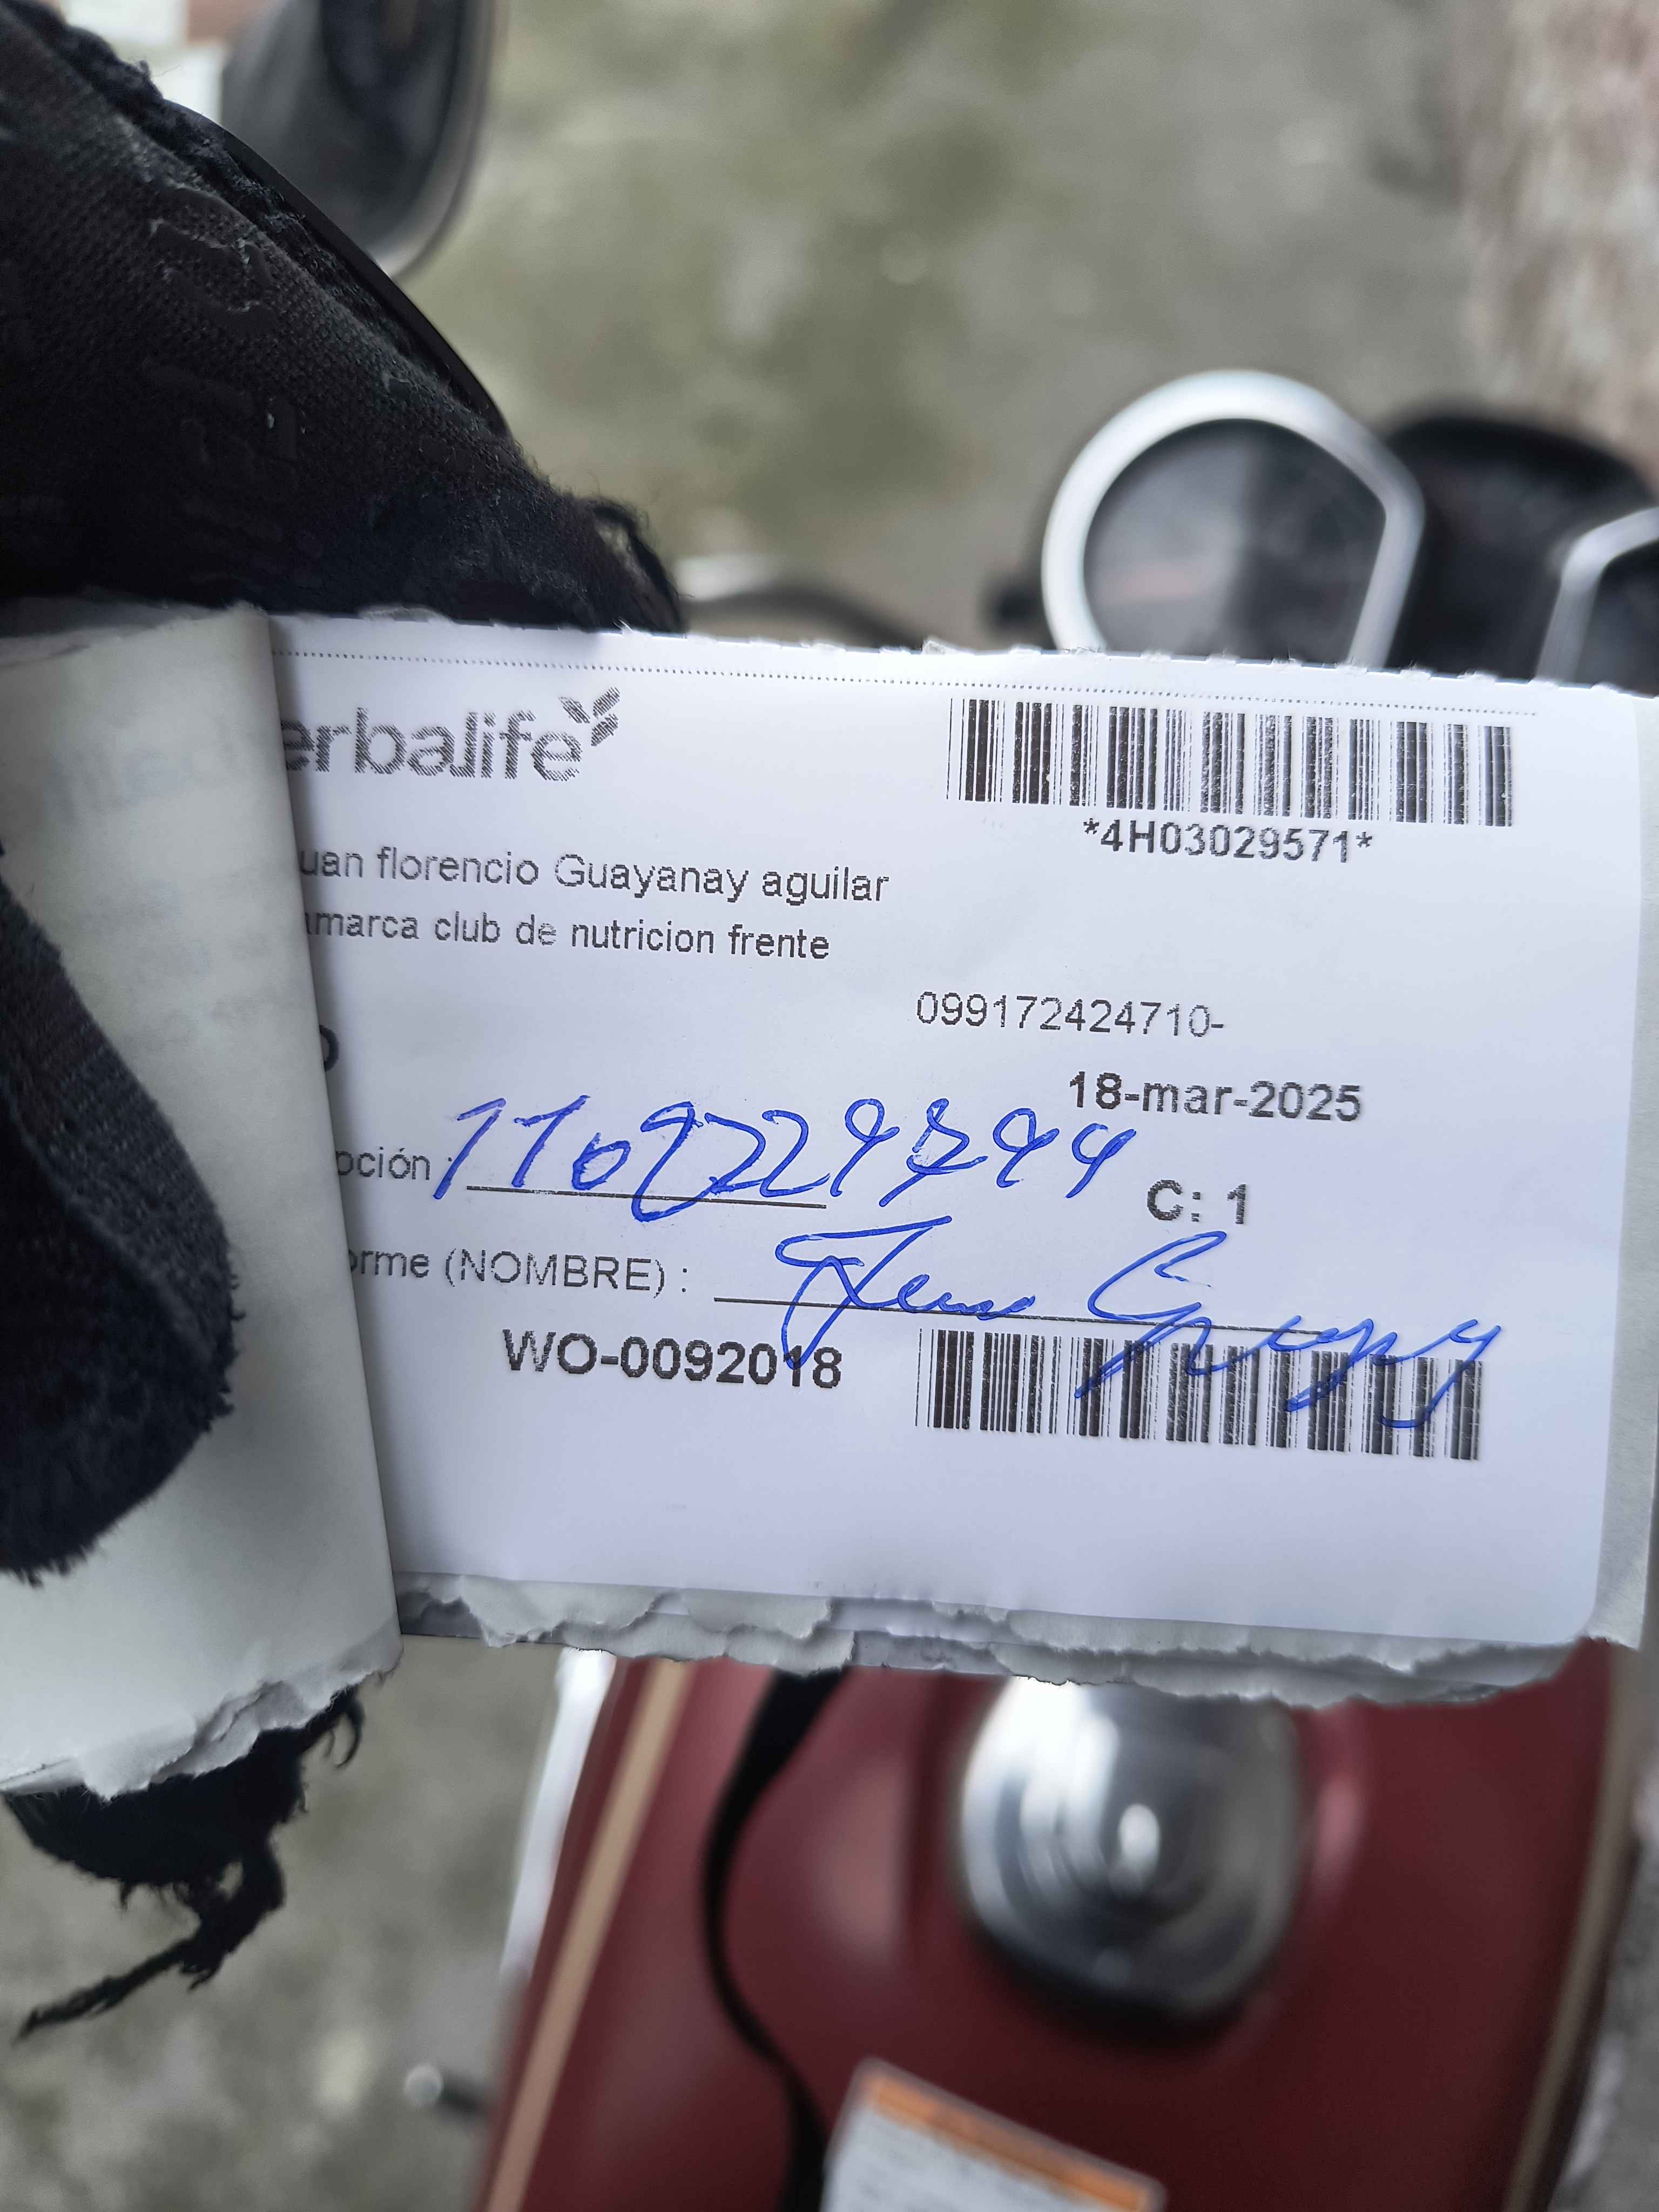 erbalife
*4H03029571*
uan florencio Guayanay aguilar
amarca club de nutricion frente
099172424710-
o
18-mar-2025
pción :
C: 1
orme (NOMBRE) :
WO-0092018